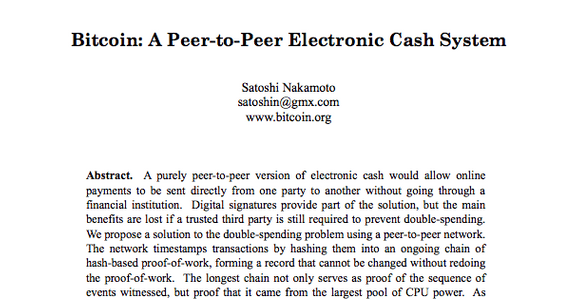 Bitcoin: A Peer-to-Peer Electronic Cash System
Satoshi Nakamoto
satoshin@gmx.com
www.bitcoin.org
Abstract. A purely peer-to-peer version of electronic cash would allow online
payments to be sent directly from one party to another without going through a
financial institution. Digital signatures provide part of the solution, but the main
benefits are lost if a trusted third party is still required to prevent double-spending.
We propose a solution to the double-spending problem using a peer-to-peer network.
The network timestamps transactions by hashing them into an ongoing chain of
hash-based proof-of-work, forming a record that cannot be changed without redoing
the proof-of-work. The longest chain not only serves as proof of the sequence of
events witnessed, but proof that it came from the largest pool of CPU power. As